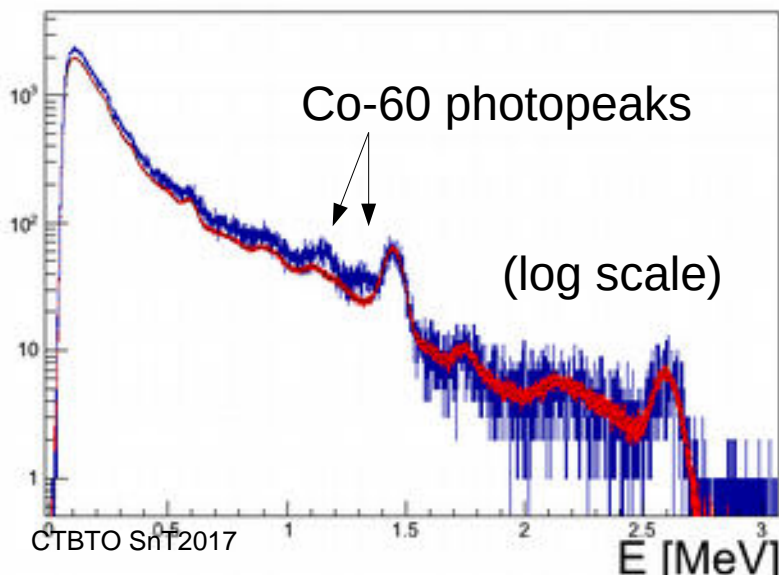 10³
Co-60 photopeaks
10²
(log scale)
10
1
0 0.5 1 1.5 2 2.5 3
CTBTO SnT2017
E [MeV]